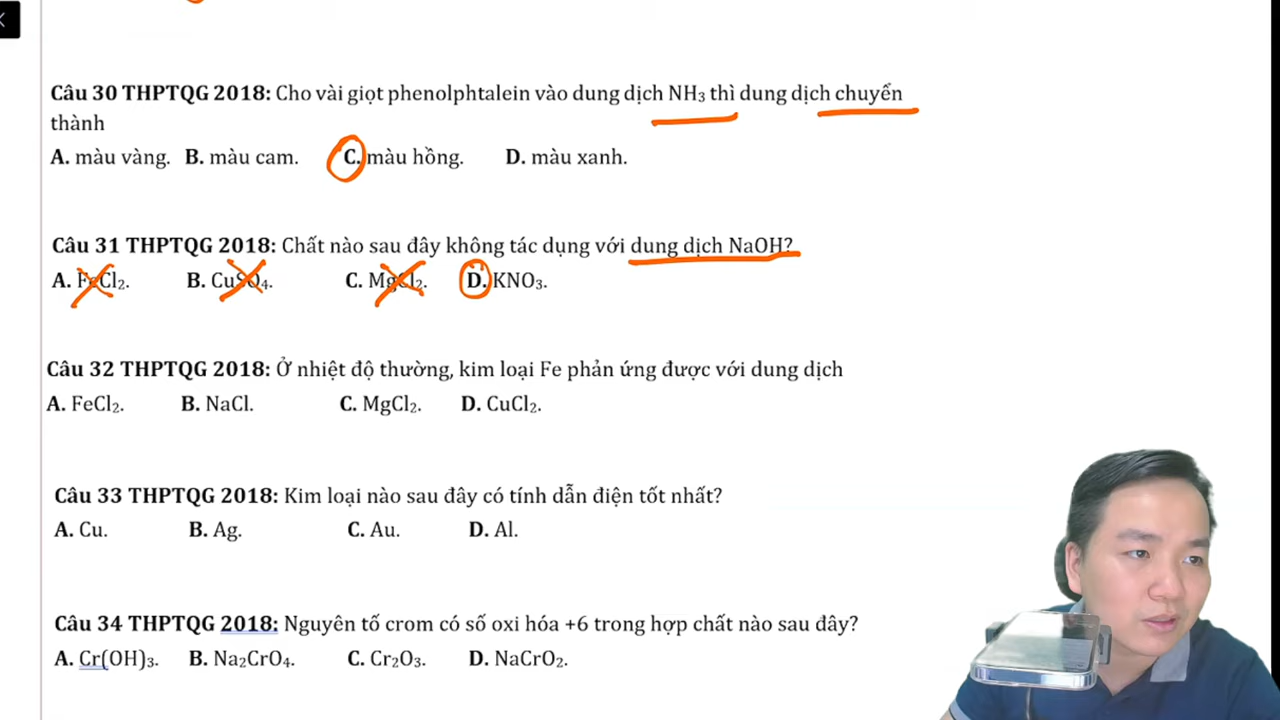 Câu 30 THPTQG 2018: Cho vài giọt phenolphtalein vào dung dịch NH₃ thì dung dịch chuyển
thành
A. màu vàng. B. màu cam. C. màu hồng. D. màu xanh.
Câu 31 THPTQG 2018: Chất nào sau đây không tác dụng với dung dịch NaOH?
A. FeCl₂. B. CuSO₄. C. MgCl₂. D. KNO₃.
Câu 32 THPTQG 2018: Ở nhiệt độ thường, kim loại Fe phản ứng được với dung dịch
A. FeCl₂. B. NaCl. C. MgCl₂. D. CuCl₂.
Câu 33 THPTQG 2018: Kim loại nào sau đây có tính dẫn điện tốt nhất?
A. Cu. B. Ag. C. Au. D. Al.
Câu 34 THPTQG 2018: Nguyên tố crom có số oxi hóa +6 trong hợp chất nào sau đây?
A. Cr(OH)₃. B. Na₂CrO₄. C. Cr₂O₃. D. NaCrO₂.